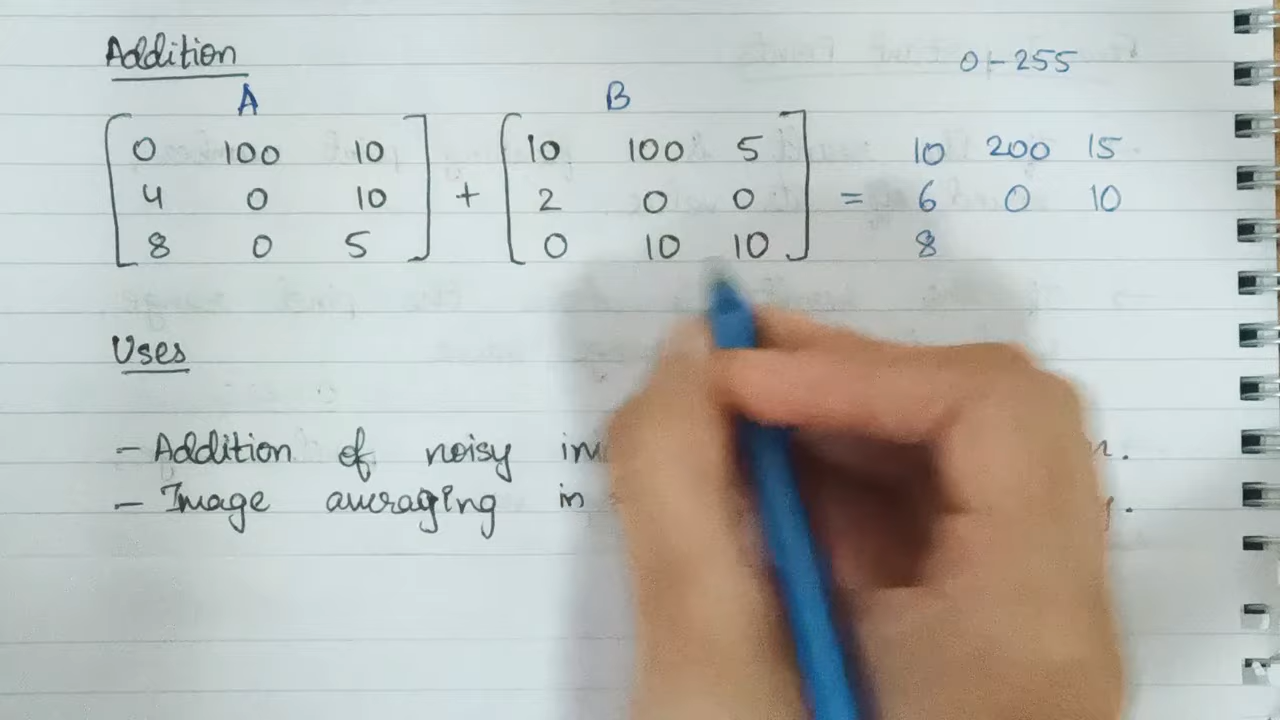 Addition
0-255
A B
0 100 10 10 100 5 10 200 15
4 0 10 + 2 0 0 = 6 0 10
8 0 5 0 10 10 8
Uses
- Addition of noisy
- Image averaging in